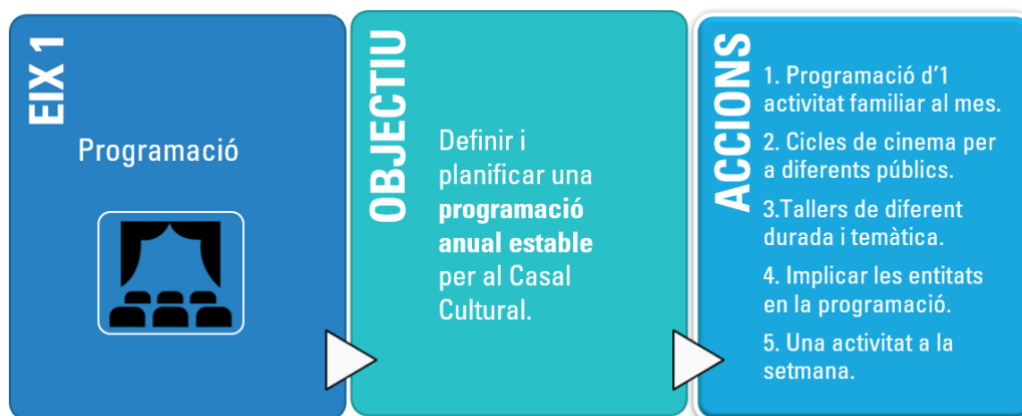 EIX 1
Programació
OBJECTIU
Definir i
planificar una
programació
anual estable
per al Casal
Cultural.
ACCIONS
1. Programació d'1
activitat familiar al mes.
2. Cicles de cinema per
a diferents públics.
3.Tallers de diferent
durada i temàtica.
4. Implicar les entitats
en la programació.
5. Una activitat a la
setmana.